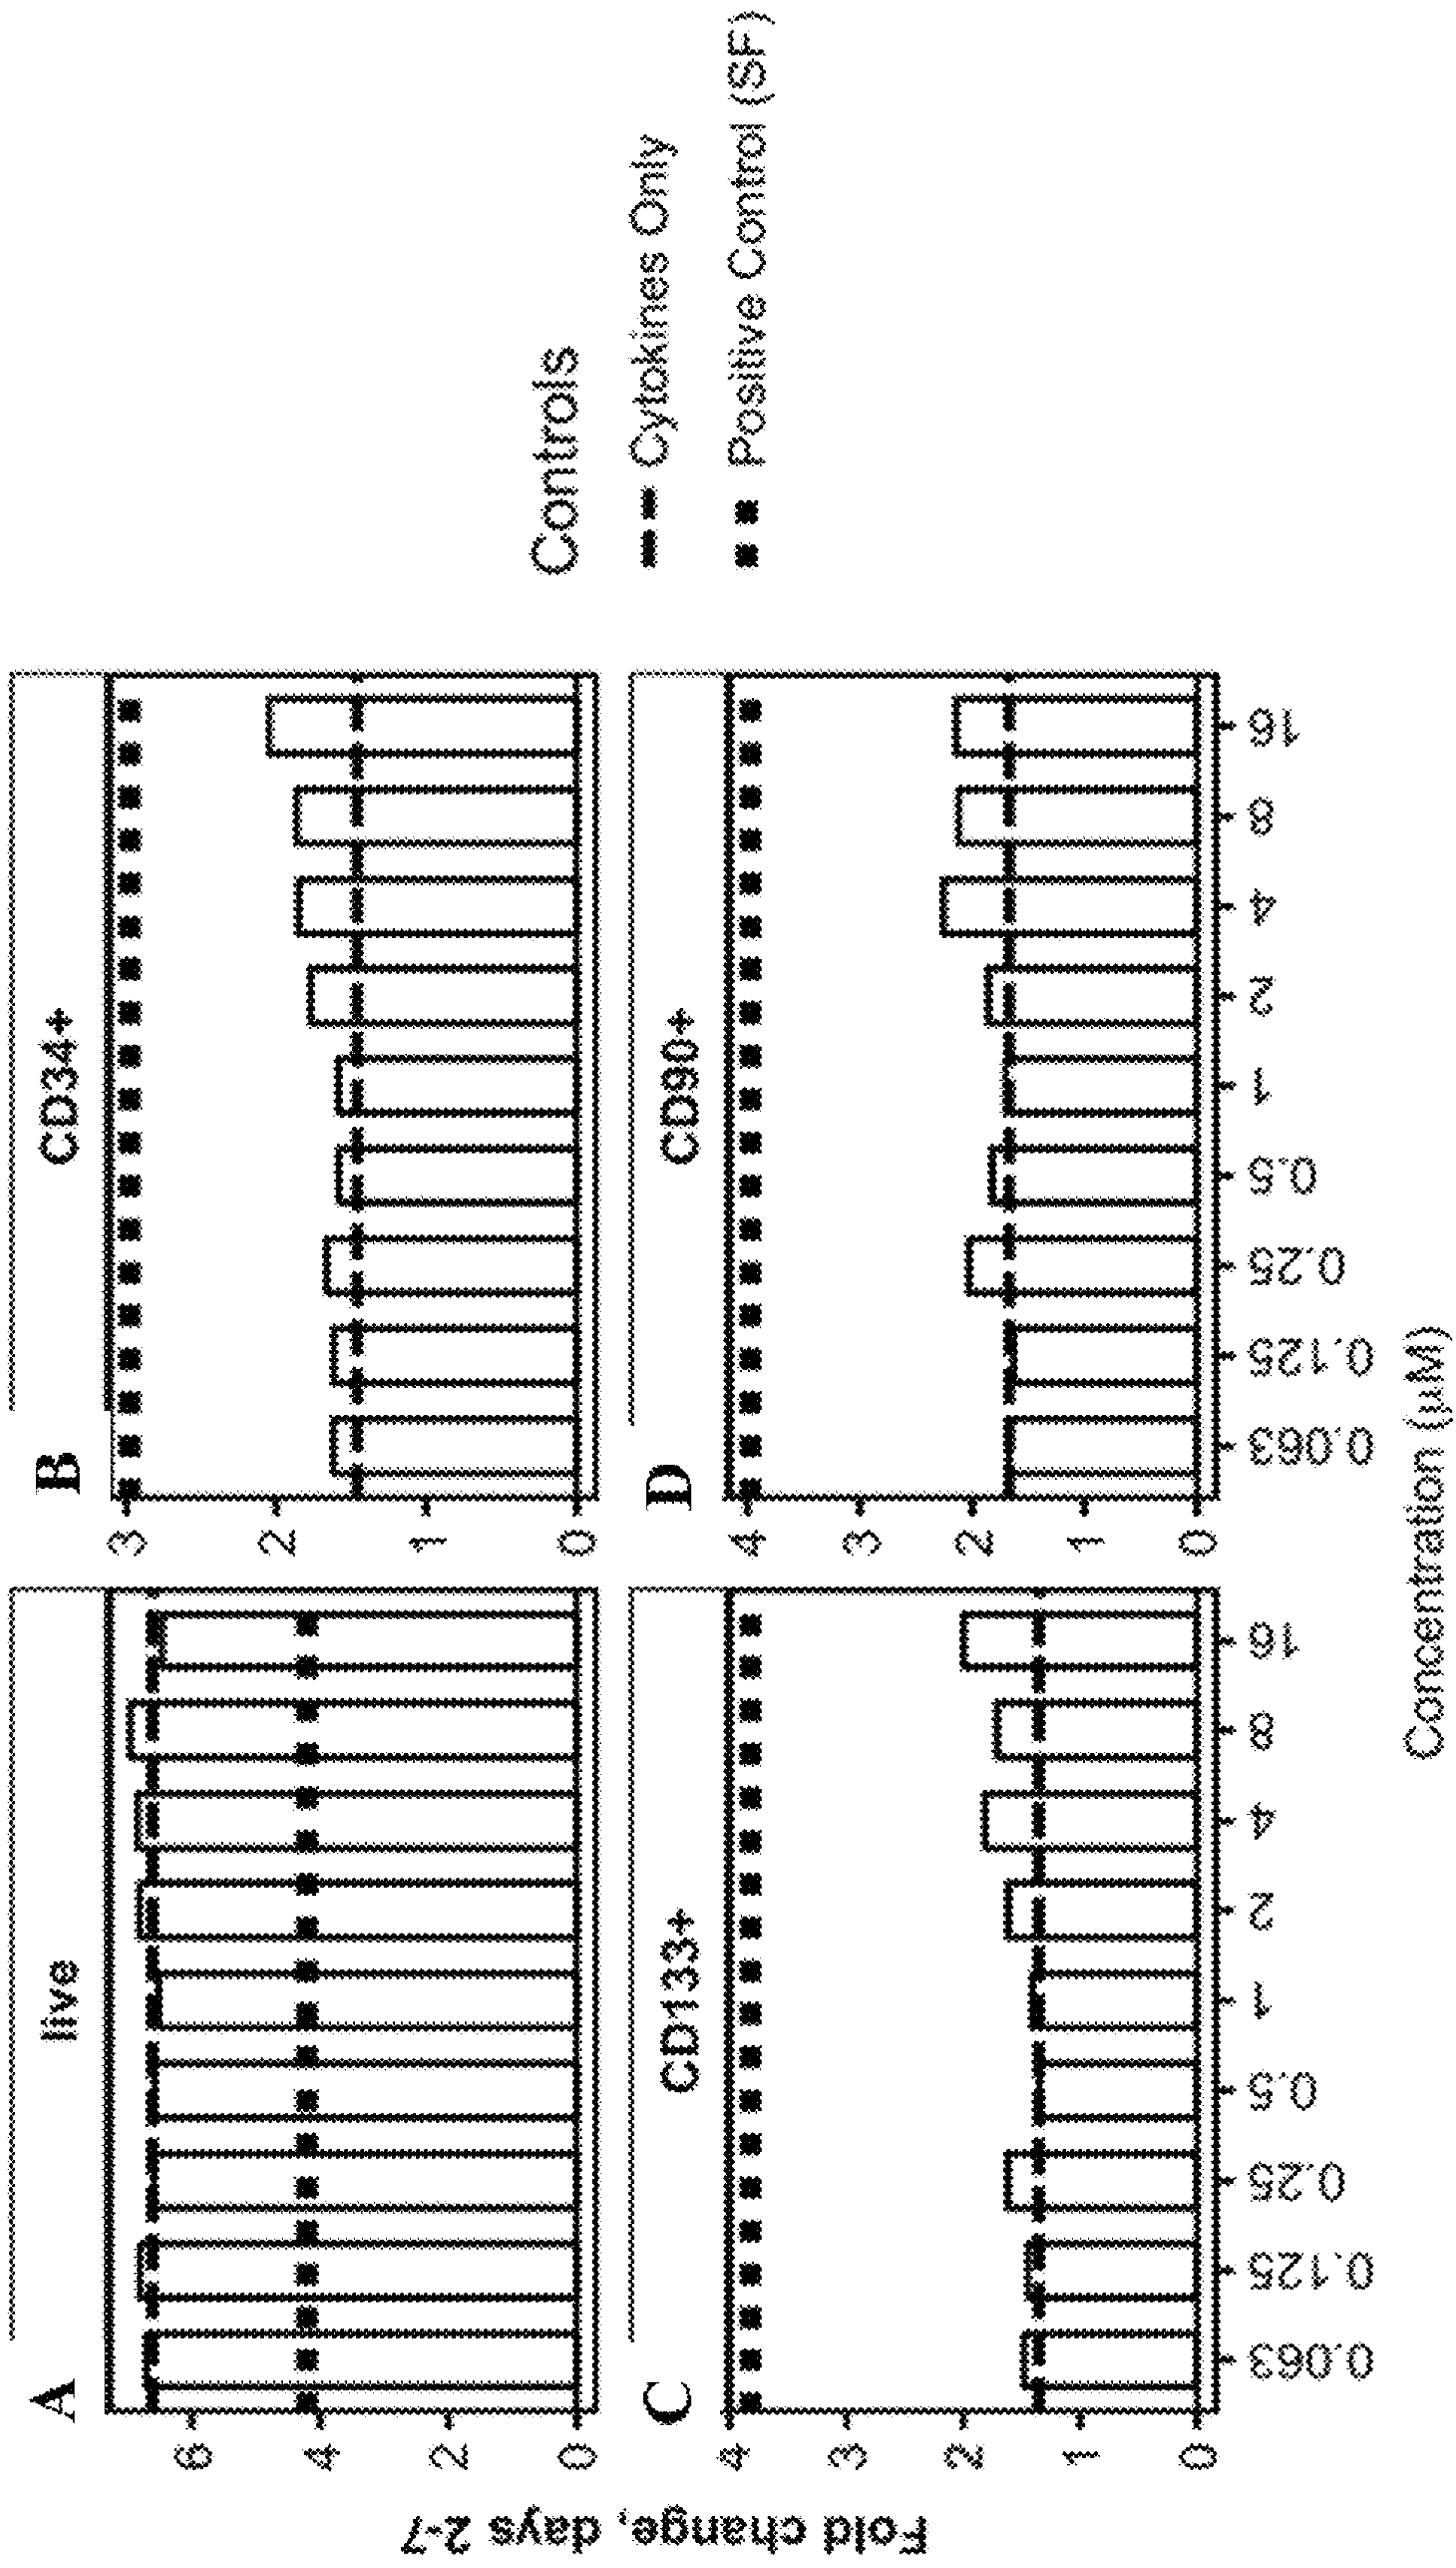 A
live
B
CD34+
6
4
2
0
3
2
1
0
C
CD133+
D
CD90+
4
3
2
1
0
4
3
2
1
0
0.063
0.125
0.25
0.5
1
2
4
8
16
0.063
0.125
0.25
0.5
1
2
4
8
16
Fold change, days 2-7
Concentration (µM)
Controls
Cytokines Only
Positive Control (SF)